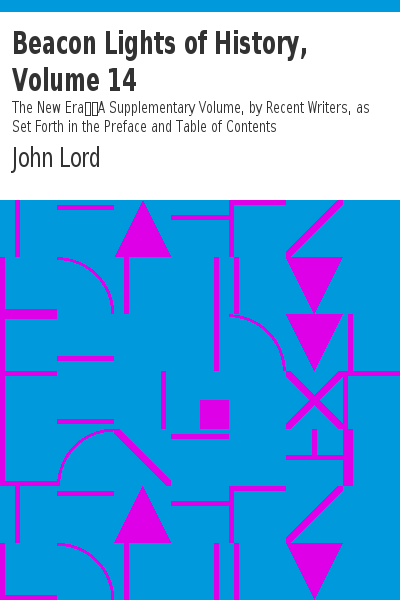 Beacon Lights of History,
Volume 14
The New Era▯▯A Supplementary Volume, by Recent Writers, as
Set Forth in the Preface and Table of Contents
John Lord